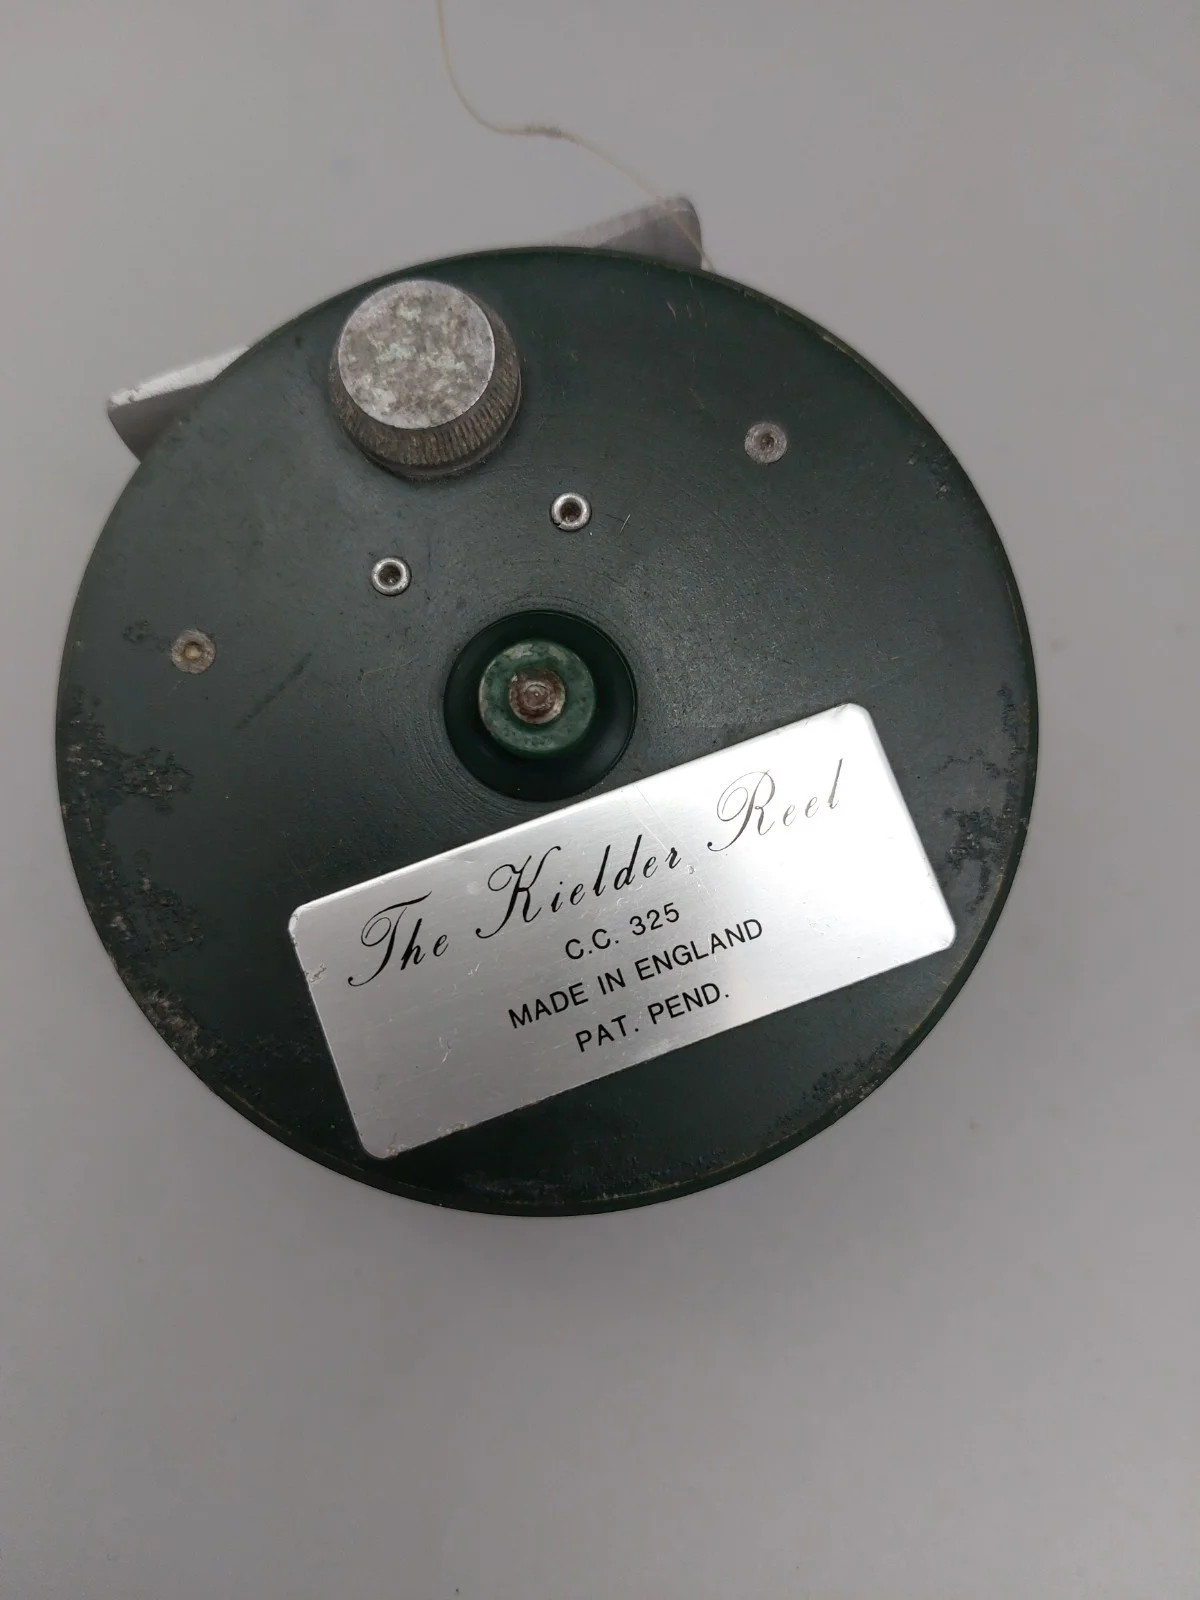 The Kielder Reel
C.C. 325
MADE IN ENGLAND
PAT. PEND.